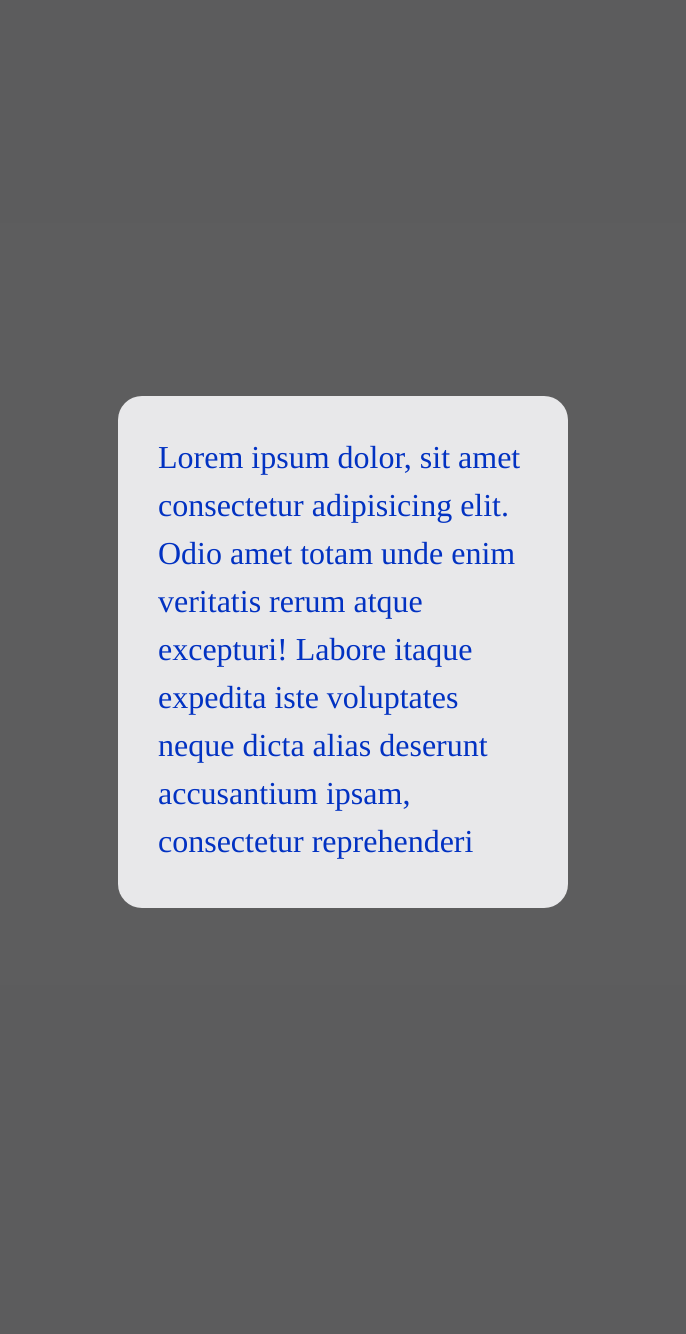 Lorem ipsum dolor, sit amet
consectetur adipisicing elit.
Odio amet totam unde enim
veritatis rerum atque
excepturi! Labore itaque
expedita iste voluptates
neque dicta alias deserunt
accusantium ipsam,
consectetur reprehenderi